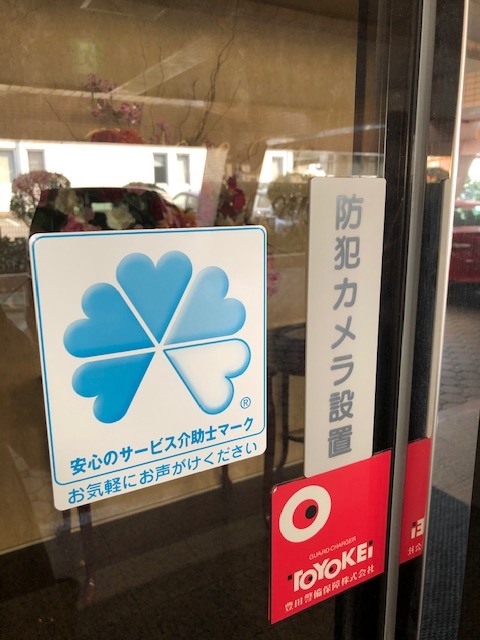 ®
安心のサービス介助士マーク
お気軽にお声がけください
防犯カメラ設置
GUARD-CHARGER
TOYOKEI
豊田警備保障株式会社